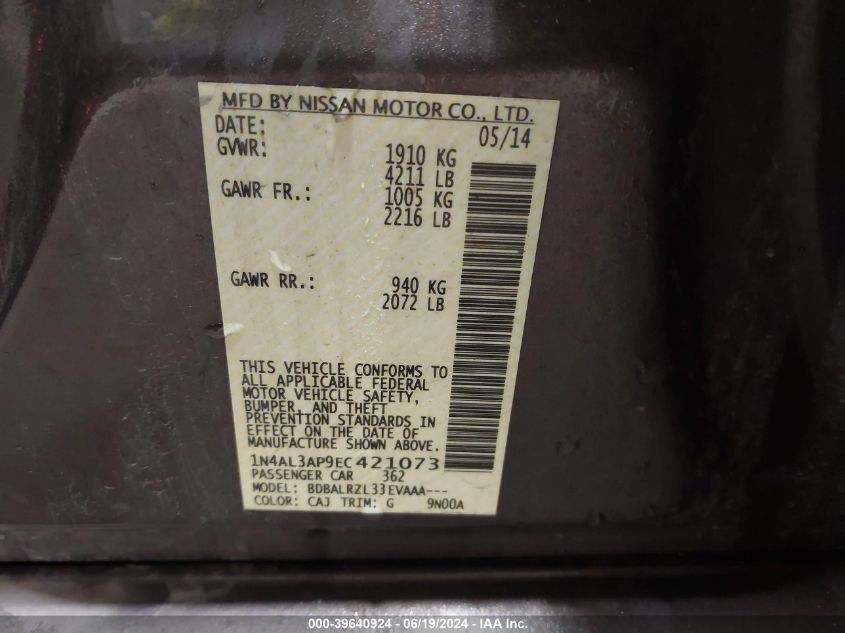 MFD BY NISSAN MOTOR CO., LTD.
DATE: 05/14
GVWR: 1910 KG
4211 LB
GAWR FR.: 1005 KG
2216 LB
GAWR RR.: 940 KG
2072 LB
THIS VEHICLE CONFORMS TO
ALL APPLICABLE FEDERAL
MOTOR VEHICLE SAFETY,
BUMPER, AND THEFT
PREVENTION STANDARDS IN
EFFECT ON THE DATE OF
MANUFACTURE SHOWN ABOVE.
1N4AL3AP9EC421073
PASSENGER CAR 362
MODEL: BDBALRZL33EVAAA---
COLOR: CAJ TRIM: G 9N00A
000-39640924 - 06/19/2024 - © IAA Inc.